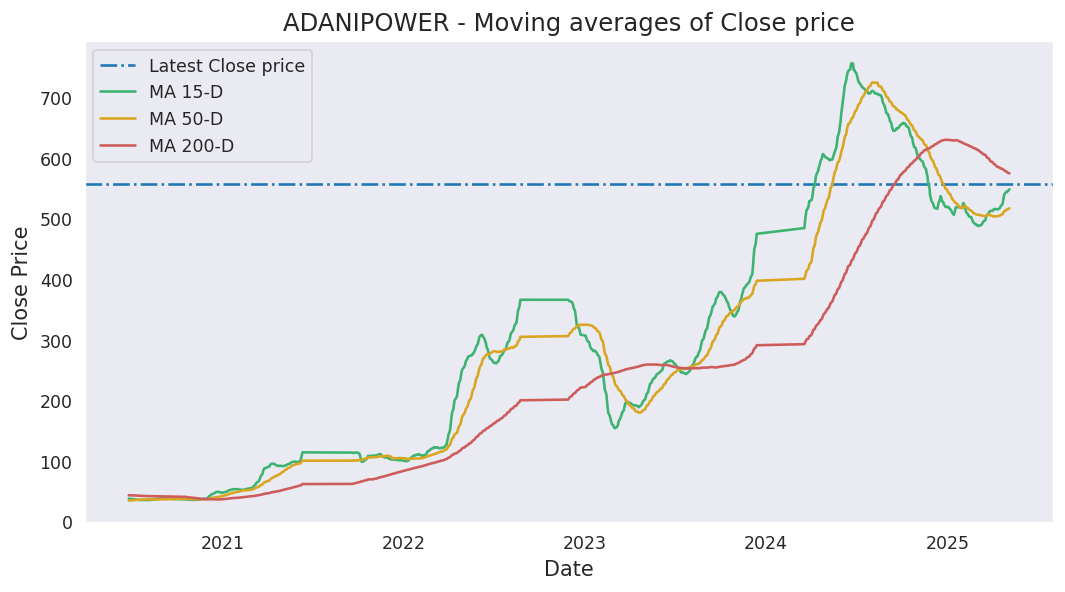 ADANIPOWER - Moving averages of Close price
Latest Close price
MA 15-D
MA 50-D
MA 200-D
Close Price
700
600
500
400
300
200
100
0
2021 2022 2023 2024 2025
Date